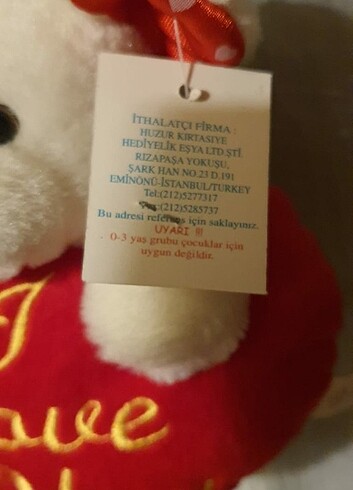 İTHALATÇI FİRMA :
HUZUR KIRTASIYE
HEDİYELİK EŞYA LTD ŞTİ.
RIZAPAŞA YOKUŞU,
ŞARK HAN NO.23 D.191
EMİNÖNÜ-İSTANBUL/TURKEY
Tel:(212)5277317
(212)5285737
Bu adresi referens için saklayınız.
UYARI !!!
0-3 yaş grubu çocuklar için
uygun değildir.
I
ove